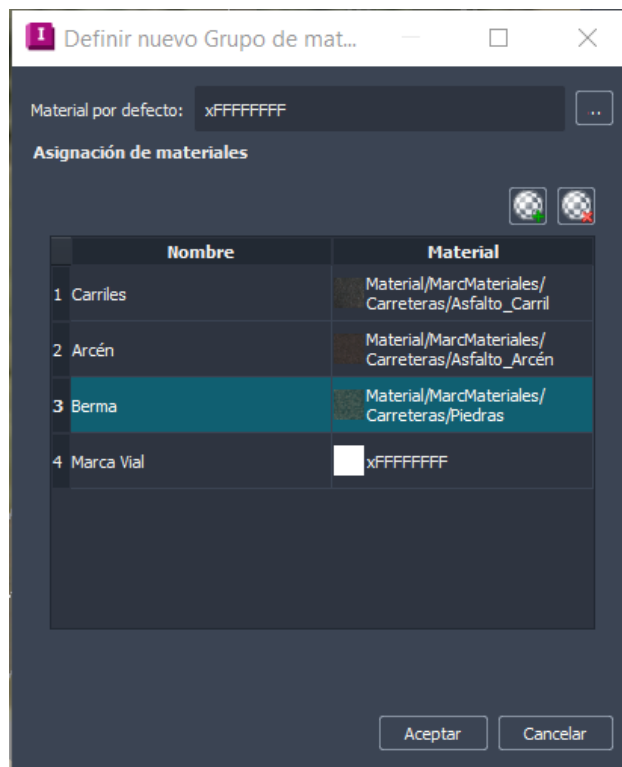 I Definir nuevo Grupo de mat...
Material por defecto: xFFFFFFFF ...
Asignación de materiales
Nombre Material
1 Carriles Material/MarcMateriales/
Carreteras/Asfalto_Carril
2 Arcén Material/MarcMateriales/
Carreteras/Asfalto_Arcén
3 Berma Material/MarcMateriales/
Carreteras/Piedras
4 Marca Vial xFFFFFFFF
Aceptar Cancelar